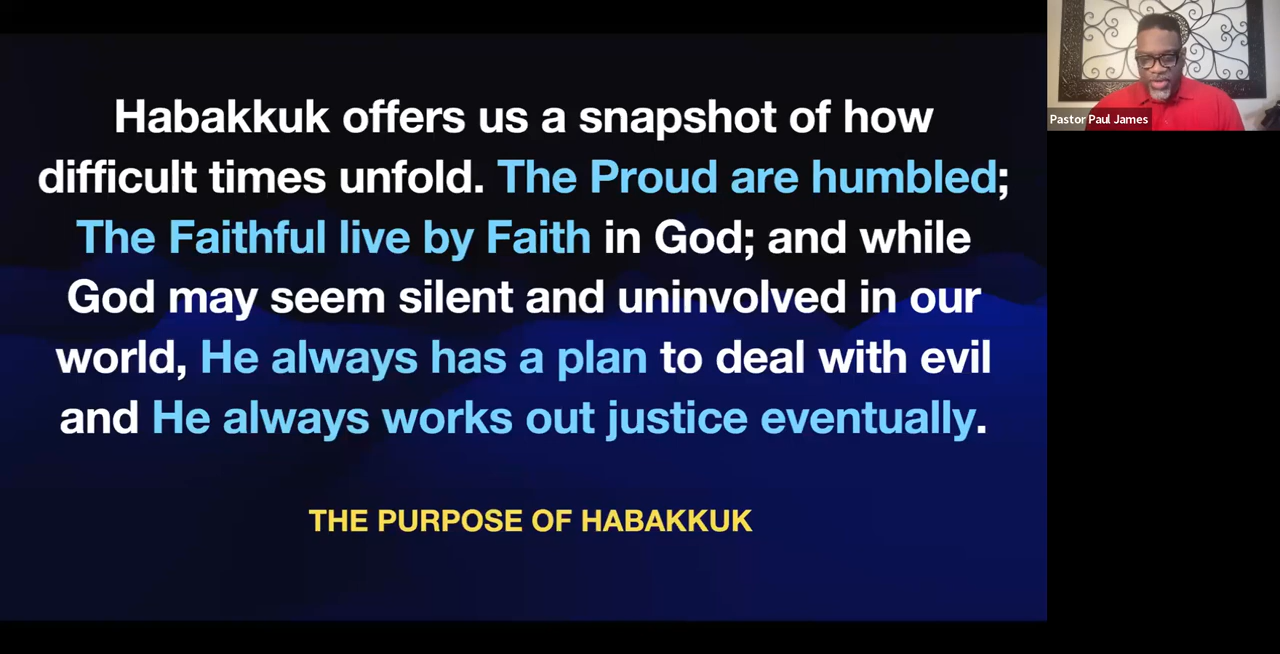 Habakkuk offers us a snapshot of how
difficult times unfold. The Proud are humbled;
The Faithful live by Faith in God; and while
God may seem silent and uninvolved in our
world, He always has a plan to deal with evil
and He always works out justice eventually.
THE PURPOSE OF HABAKKUK
Pastor Paul James